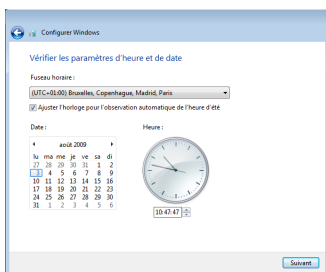 Configurer Windows
Vérifier les paramètres d'heure et de date
Fuseau horaire :
(UTC+01:00) Bruxelles, Copenhague, Madrid, Paris
Ajuster l'horloge pour l'observation automatique de l'heure d'été
Date : Heure :
août 2009
lu ma me je ve sa di
27 28 29 30 31 1 2
3 4 5 6 7 8 9
10 11 12 13 14 15 16
17 18 19 20 21 22 23
24 25 26 27 28 29 30
31 1 2 3 4 5 6
10:47:47
Suivant